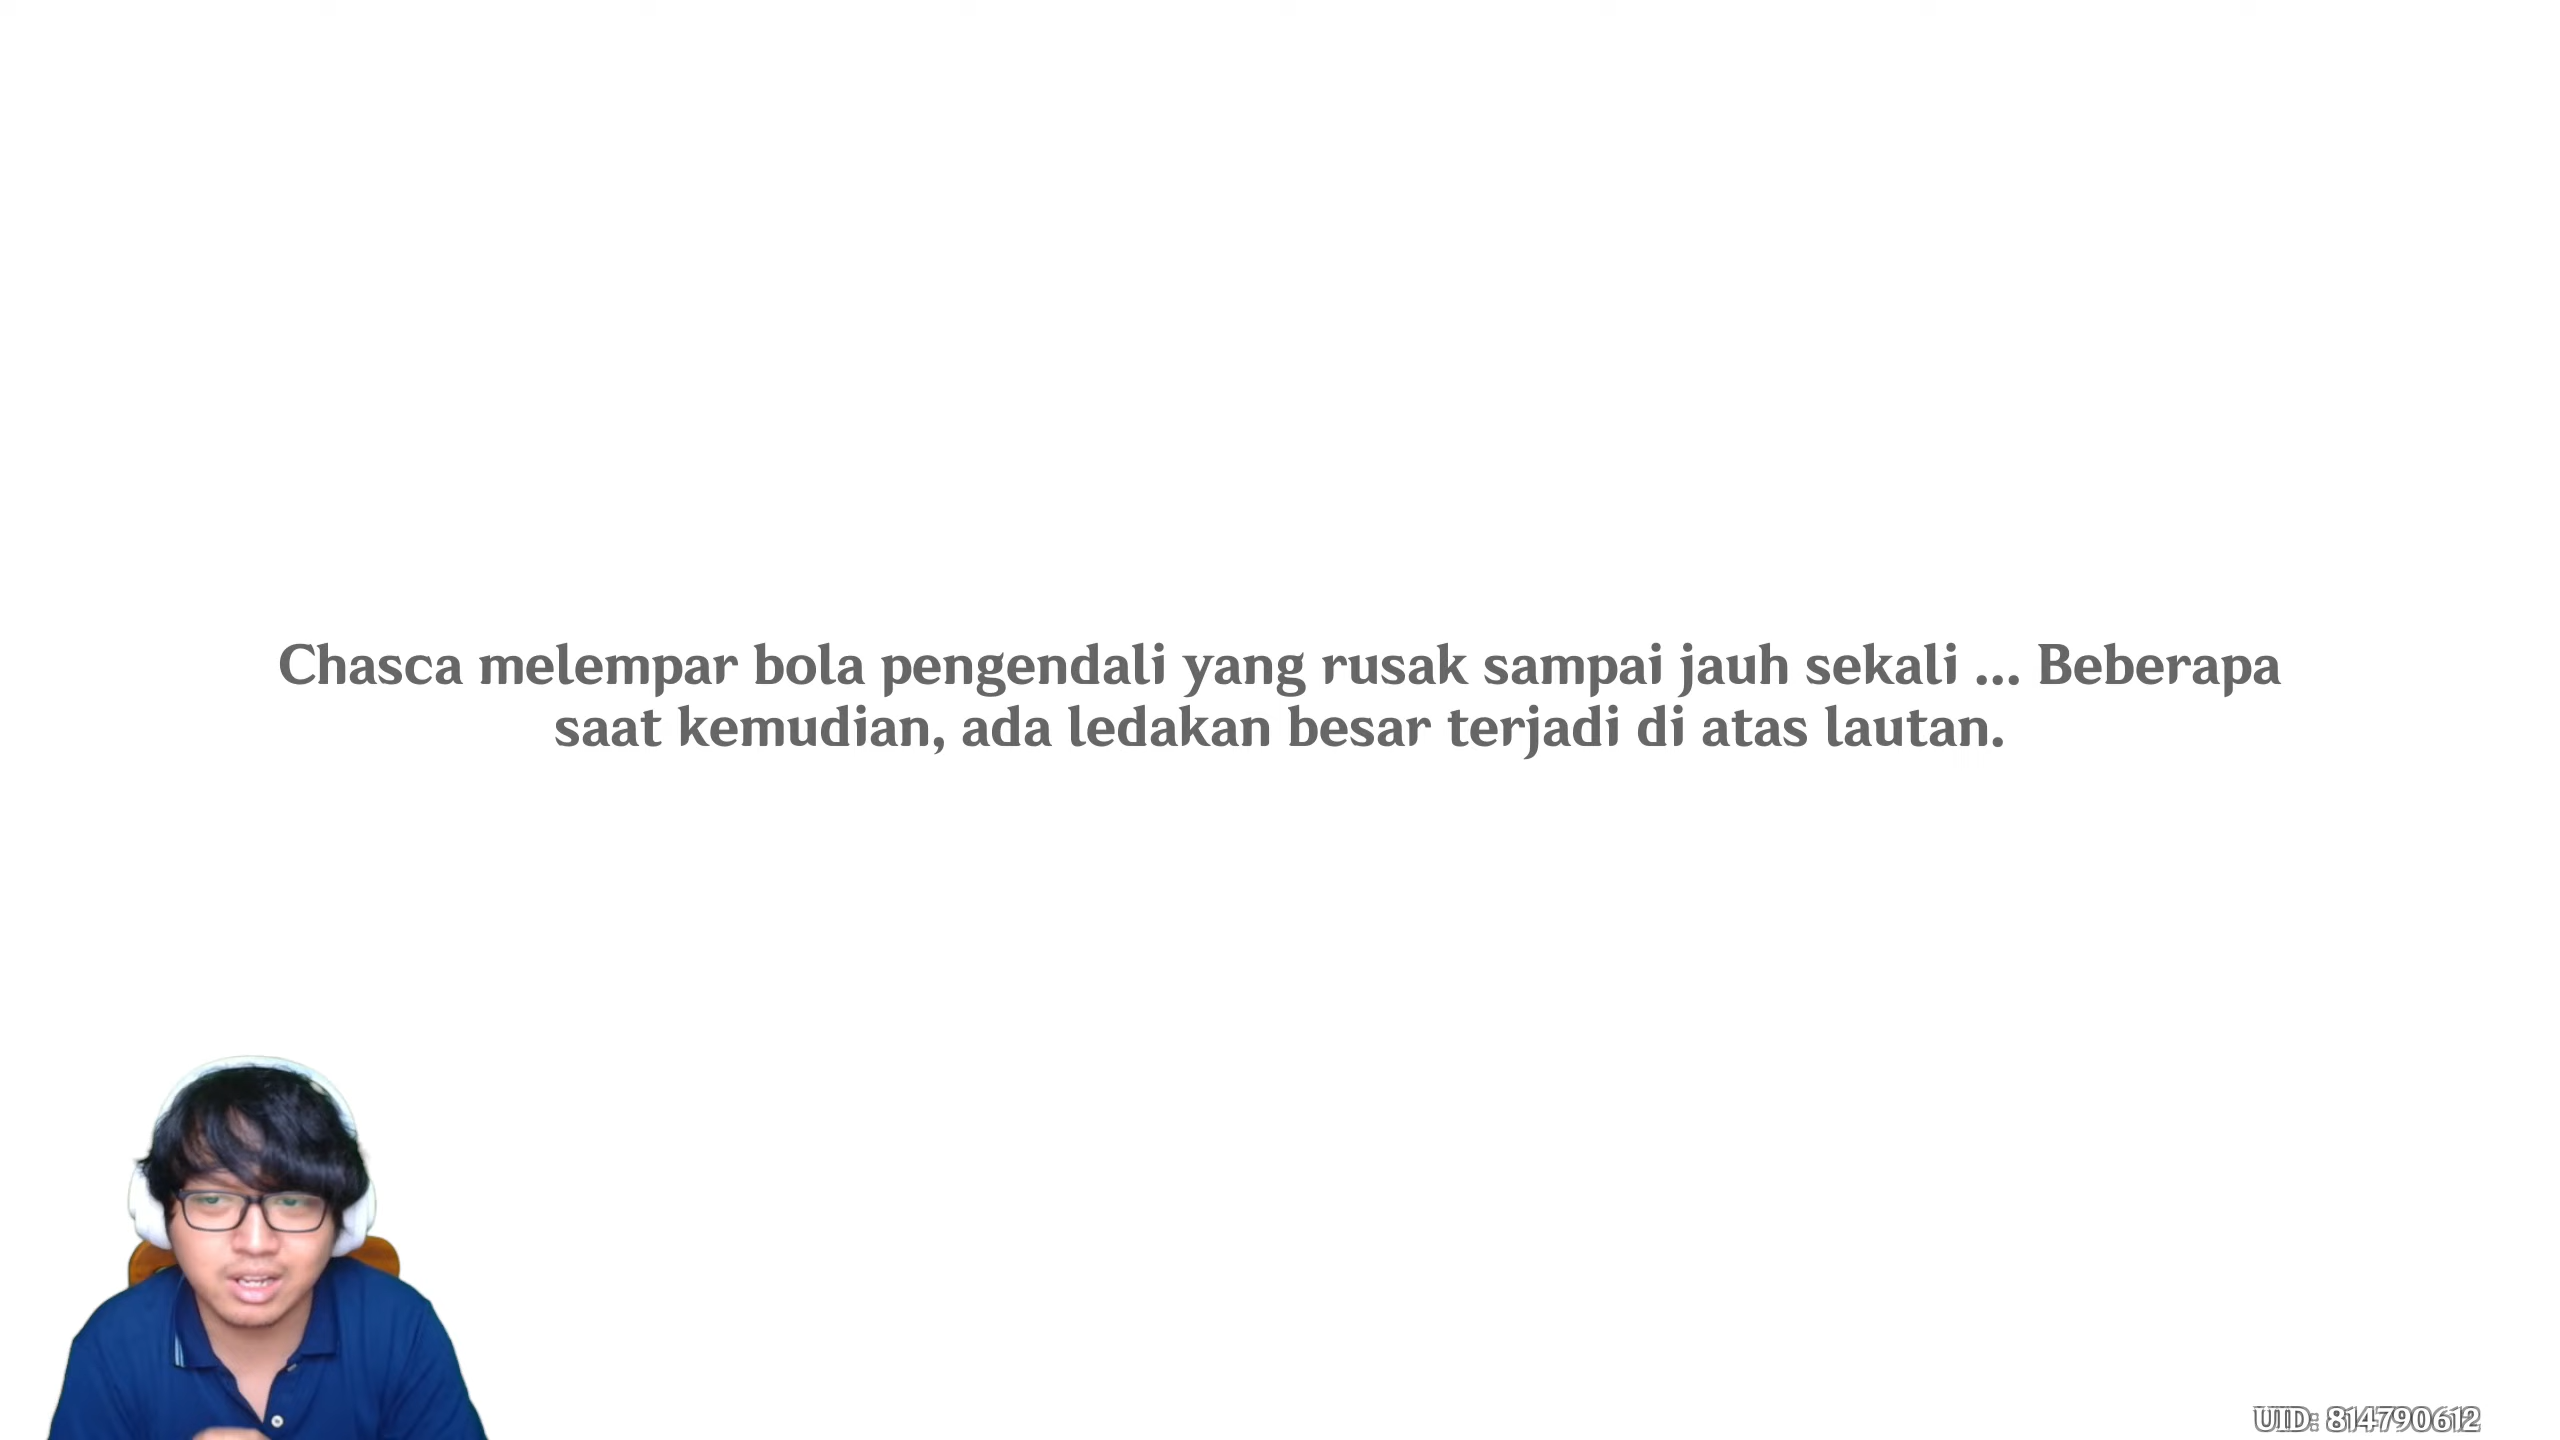 Chasca melempar bola pengendali yang rusak sampai jauh sekali ... Beberapa
saat kemudian, ada ledakan besar terjadi di atas lautan.
UID: 814790612